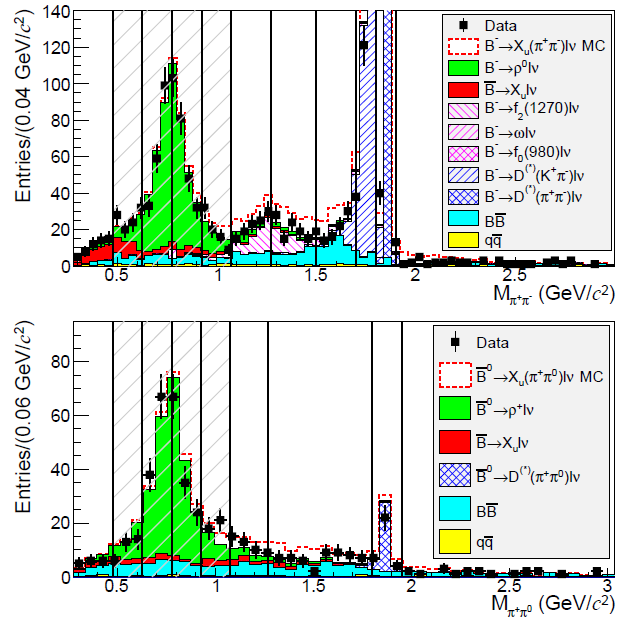 Entries/(0.04 GeV/c²)
140
120
100
80
60
40
20
0
0.5
1
1.5
2
2.5
3
M_π⁺π⁻ (GeV/c²)
Data
B⁻→X_u(π⁺π⁻)lν MC
B⁻→ρ⁰lν
B̅→X_ulν
B⁻→f₂(1270)lν
B⁻→ωlν
B⁻→f₀(980)lν
B⁻→D⁽*⁾(K⁺π⁻)lν
B⁻→D⁽*⁾(π⁺π⁻)lν
BB̅
qq̅
Entries/(0.06 GeV/c²)
80
60
40
20
0
0.5
1
1.5
2
2.5
3
M_π⁺π⁰ (GeV/c²)
Data
B̅⁰→X_u(π⁺π⁰)lν MC
B̅⁰→ρ⁺lν
B̅→X_ulν
B̅⁰→D⁽*⁾(π⁺π⁰)lν
BB̅
qq̅